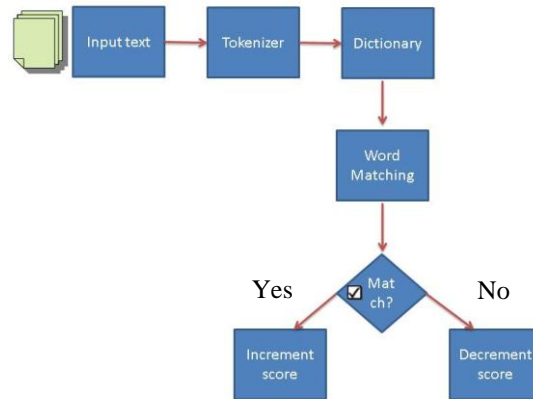 Input text
Tokenizer
Dictionary
Word
Matching
Yes
Mat
ch?
No
Increment
score
Decrement
score